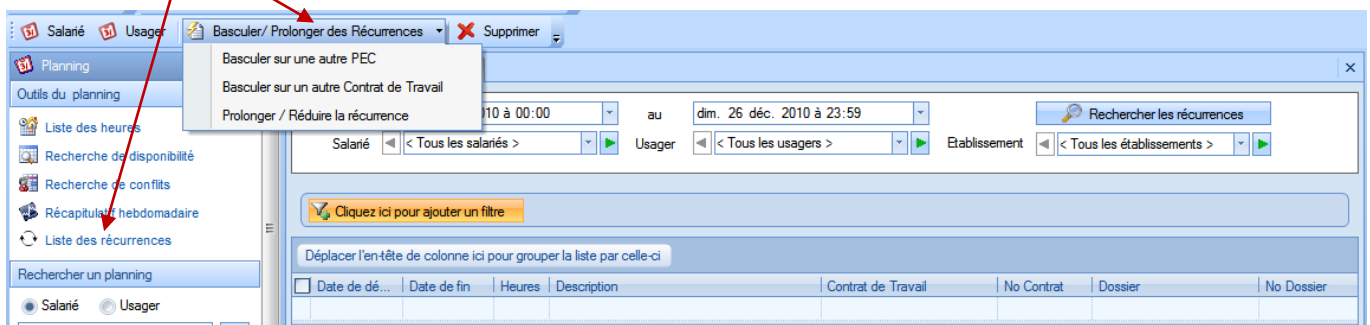 Salarié Usager Basculer/ Prolonger des Récurrences Supprimer
Basculer sur une autre PEC
Basculer sur un autre Contrat de Travail
Prolonger / Réduire la récurrence
Planning
Outils du planning
Liste des heures
Recherche de disponibilité
Recherche de conflits
Récapitulatif hebdomadaire
Liste des récurrences
Rechercher un planning
Salarié Usager
à 00:00 au dim. 26 déc. 2010 à 23:59 Rechercher les récurrences
Salarié < Tous les salariés > Usager < Tous les usagers > Etablissement < Tous les établissements >
Cliquez ici pour ajouter un filtre
Déplacer l'en-tête de colonne ici pour grouper la liste par celle-ci
Date de dé... Date de fin Heures Description Contrat de Travail No Contrat Dossier No Dossier